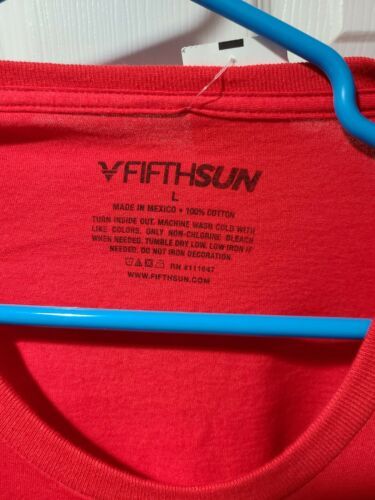 FIFTHSUN
L
MADE IN MEXICO • 100% COTTON
TURN INSIDE OUT. MACHINE WASH COLD WITH
LIKE COLORS. ONLY NON-CHLORINE BLEACH
WHEN NEEDED. TUMBLE DRY LOW. LOW-IRON IF
NEEDED. DO NOT IRON DECORATION.
RN #111647
WWW.FIFTHSUN.COM